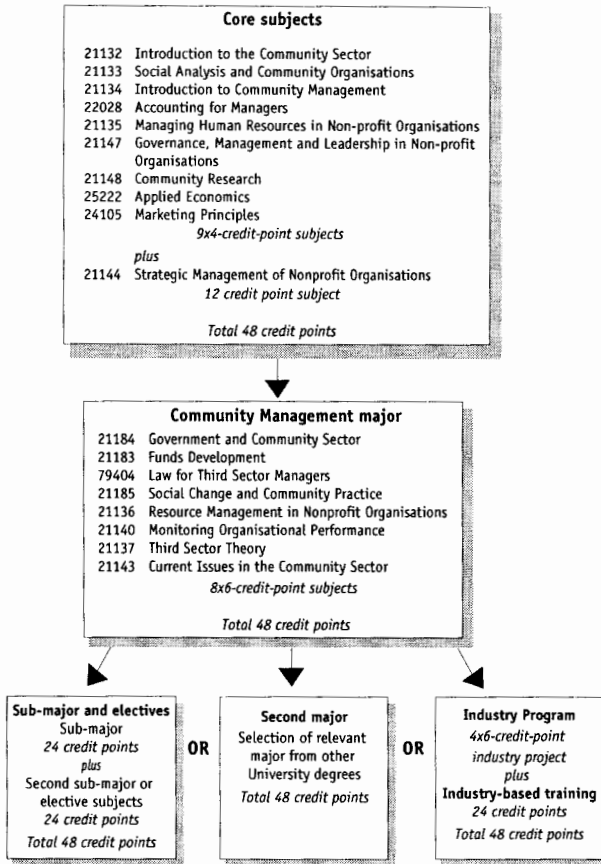 Core subjects
21132 Introduction to the Community Sector
21133 Social Analysis and Community Organisations
21134 Introduction to Community Management
22028 Accounting for Managers
21135 Managing Human Resources in Non-profit Organisations
21147 Governance, Management and Leadership in Non-profit
Organisations
21148 Community Research
25222 Applied Economics
24105 Marketing Principles
9x4-credit-point subjects
plus
21144 Strategic Management of Nonprofit Organisations
12 credit point subject
Total 48 credit points
Community Management major
21184 Government and Community Sector
21183 Funds Development
79404 Law for Third Sector Managers
21185 Social Change and Community Practice
21136 Resource Management in Nonprofit Organisations
21140 Monitoring Organisational Performance
21137 Third Sector Theory
21143 Current Issues in the Community Sector
8x6-credit-point subjects
Total 48 credit points
Sub-major and electives
Sub-major
24 credit points
plus
Second sub-major or
elective subjects
24 credit points
Total 48 credit points
OR
Second major
Selection of relevant
major from other
University degrees
Total 48 credit points
OR
Industry Program
4x6-credit-point
industry project
plus
Industry-based training
24 credit points
Total 48 credit points